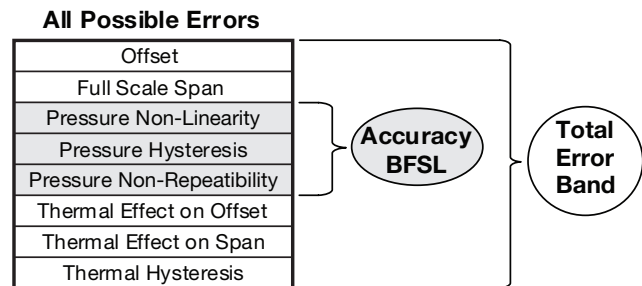 All Possible Errors
Offset
Full Scale Span
Pressure Non-Linearity
Pressure Hysteresis
Pressure Non-Repeatibility
Thermal Effect on Offset
Thermal Effect on Span
Thermal Hysteresis
Accuracy
BFSL
Total
Error
Band